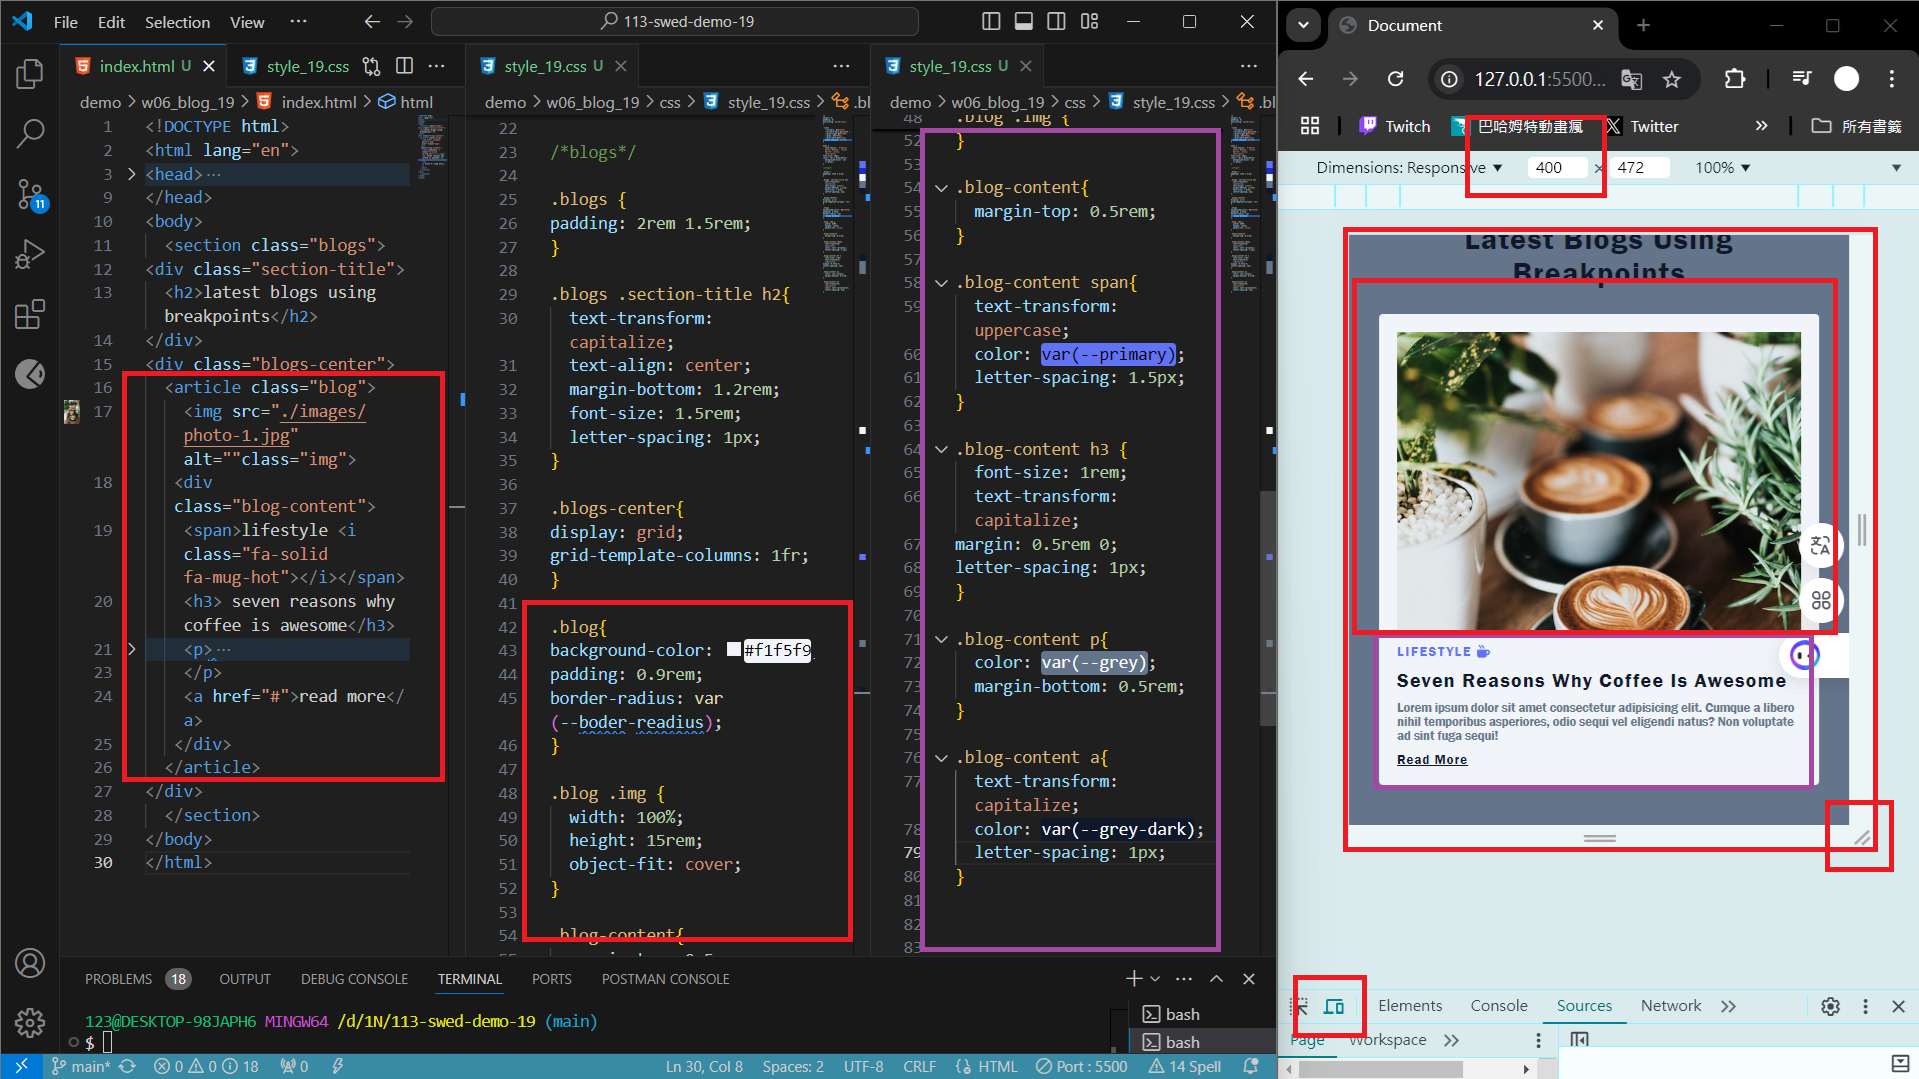 File Edit Selection View ··· 113-swed-demo-19
index.html U
style_19.css
demo > w06_blog_19 > index.html > html
1 <!DOCTYPE html>
2 <html lang="en">
3 <head>···
9 </head>
10 <body>
11 <section class="blogs">
12 <div class="section-title">
13 <h2>latest blogs using
breakpoints</h2>
14 </div>
15 <div class="blogs-center">
16 <article class="blog">
17 <img src="./images/
photo-1.jpg"
alt=""class="img">
18 <div
class="blog-content">
19 <span>lifestyle <i
class="fa-solid
fa-mug-hot"></i></span>
20 <h3> seven reasons why
coffee is awesome</h3>
21 <p>···
23 </p>
24 <a href="#">read more</
a>
25 </div>
26 </article>
27 </div>
28 </section>
29 </body>
30 </html>
style_19.css U
demo > w06_blog_19 > css > style_19.css > .bl
22
23 /*blogs*/
24
25 .blogs {
26 padding: 2rem 1.5rem;
27 }
28
29 .blogs .section-title h2{
30 text-transform:
capitalize;
31 text-align: center;
32 margin-bottom: 1.2rem;
33 font-size: 1.5rem;
34 letter-spacing: 1px;
35 }
36
37 .blogs-center{
38 display: grid;
39 grid-template-columns: 1fr;
40 }
41
42 .blog{
43 background-color: #f1f5f9
44 padding: 0.9rem;
45 border-radius: var
(--boder-readius);
46 }
47
48 .blog .img {
49 width: 100%;
50 height: 15rem;
51 object-fit: cover;
52 }
53
54 .blog-content{
style_19.css U
demo > w06_blog_19 > css > style_19.css > .bl
48 .blog .img {
52 }
53
54 .blog-content{
55 margin-top: 0.5rem;
56 }
57
58 .blog-content span{
59 text-transform:
uppercase;
60 color: var(--primary);
61 letter-spacing: 1.5px;
62 }
63
64 .blog-content h3 {
65 font-size: 1rem;
66 text-transform:
capitalize;
67 margin: 0.5rem 0;
68 letter-spacing: 1px;
69 }
70
71 .blog-content p{
72 color: var(--grey);
73 margin-bottom: 0.5rem;
74 }
75
76 .blog-content a{
77 text-transform:
capitalize;
78 color: var(--grey-dark);
79 letter-spacing: 1px;
80 }
81
82
83
PROBLEMS 18 OUTPUT DEBUG CONSOLE TERMINAL PORTS POSTMAN CONSOLE
123@DESKTOP-98JAPH6 MINGW64 /d/1N/113-swed-demo-19 (main)
$
bash
bash
11
main* 0 0 18 0 Ln 30, Col 8 Spaces: 2 UTF-8 CRLF HTML Port : 5500 14 Spell
Document
127.0.0.1:5500...
Twitch 巴哈姆特動畫瘋 Twitter » 所有書籤
Dimensions: Responsive 400 × 472 100%
Latest Blogs Using
Breakpoints
LIFESTYLE
Seven Reasons Why Coffee Is Awesome
Lorem ipsum dolor sit amet consectetur adipisicing elit. Cumque a libero
nihil temporibus asperiores, odio sequi vel eligendi natus? Non voluptate
ad sint fuga sequi!
Read More
Elements Console Sources Network »
Page Workspace »